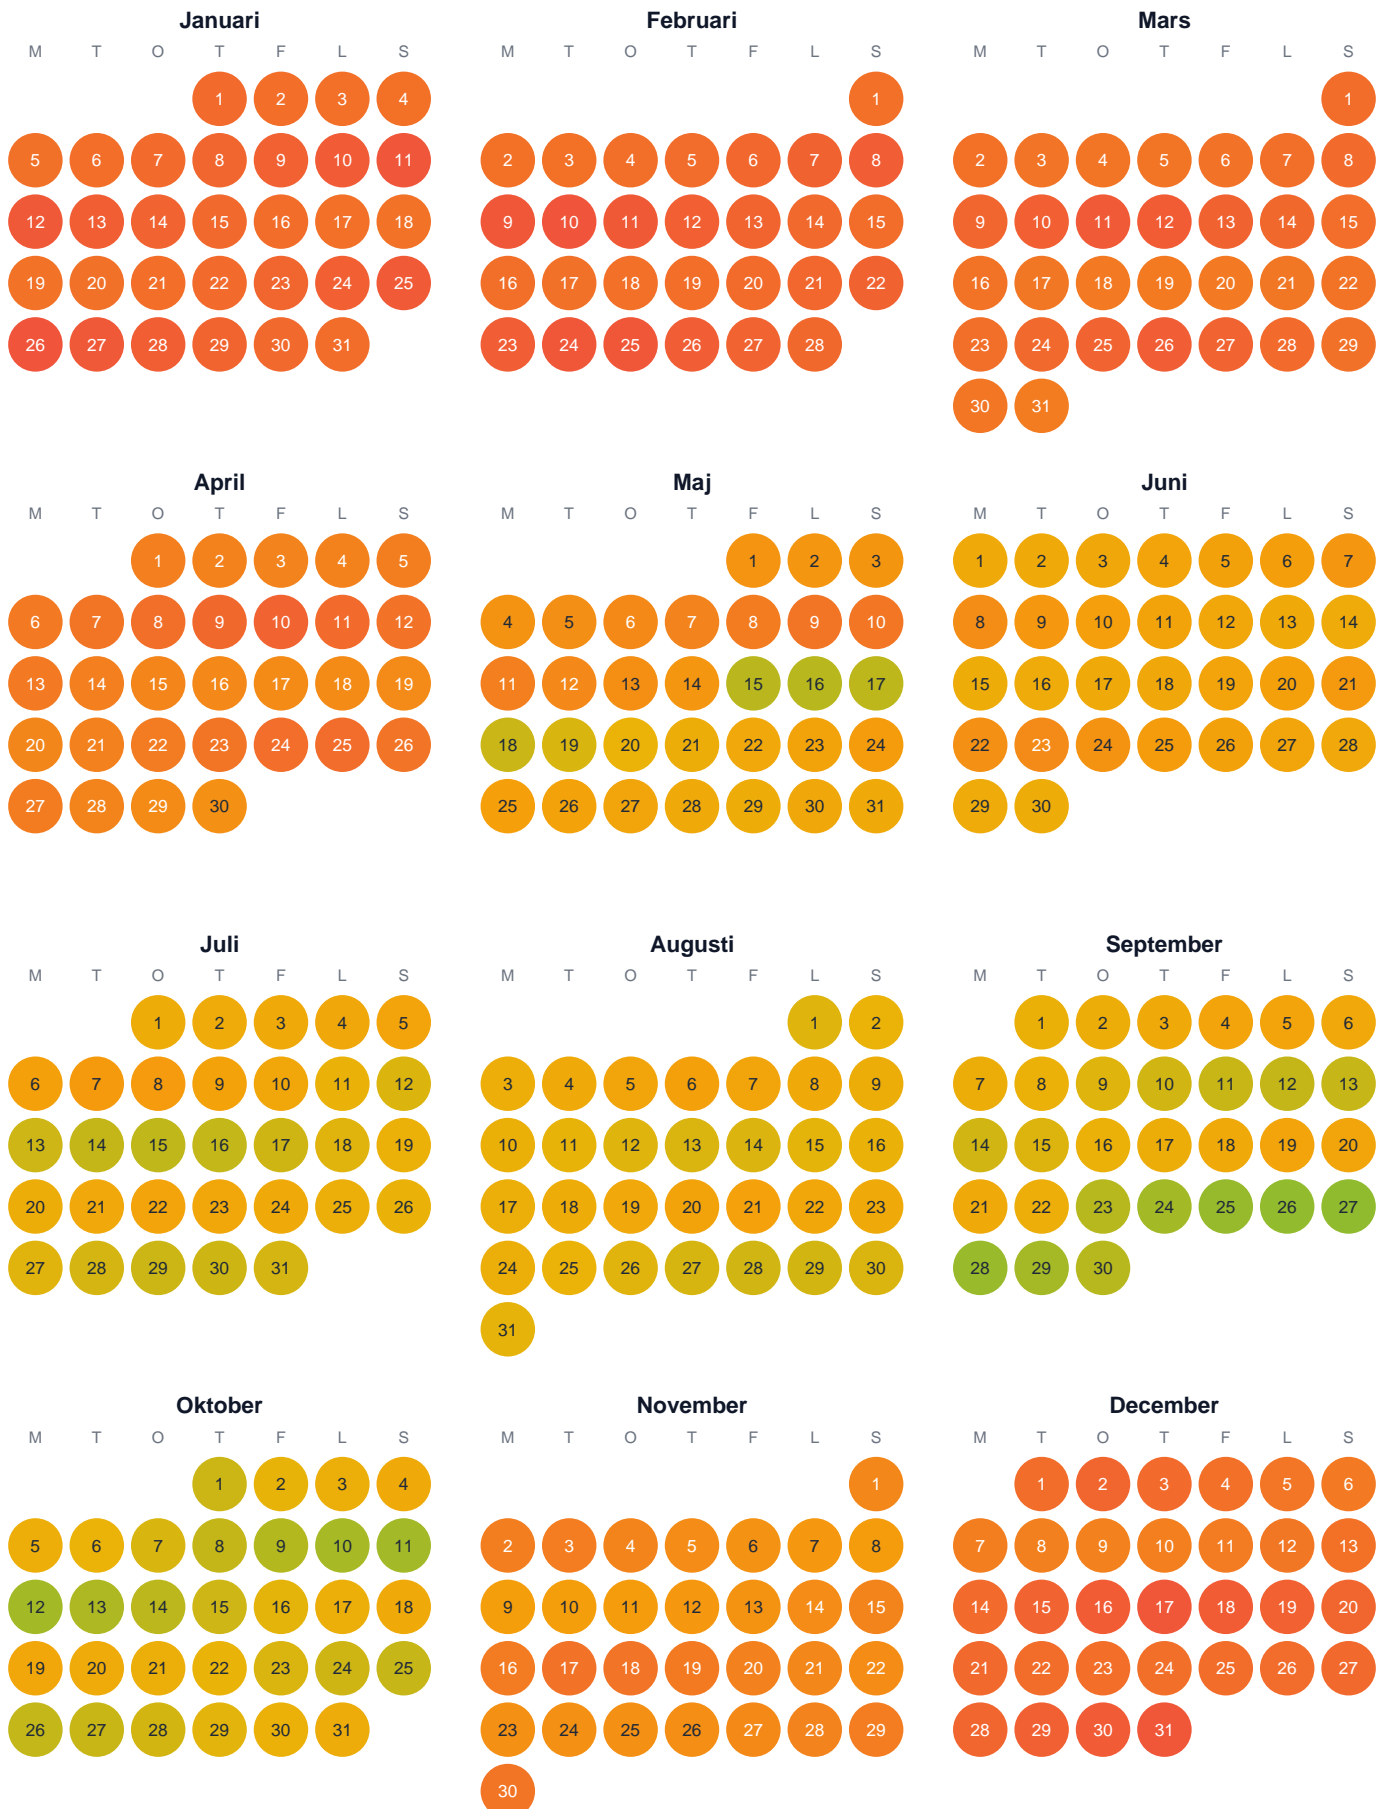 Januari Februari Mars
M T O T F L S M T O T F L S M T O T F L S
1 2 3 4 1 1
5 6 7 8 9 10 11 2 3 4 5 6 7 8 2 3 4 5 6 7 8
12 13 14 15 16 17 18 9 10 11 12 13 14 15 9 10 11 12 13 14 15
19 20 21 22 23 24 25 16 17 18 19 20 21 22 16 17 18 19 20 21 22
26 27 28 29 30 31 23 24 25 26 27 28 23 24 25 26 27 28 29
30 31
April Maj Juni
M T O T F L S M T O T F L S M T O T F L S
1 2 3 4 5 1 2 3 1 2 3 4 5 6 7
6 7 8 9 10 11 12 4 5 6 7 8 9 10 8 9 10 11 12 13 14
13 14 15 16 17 18 19 11 12 13 14 15 16 17 15 16 17 18 19 20 21
20 21 22 23 24 25 26 18 19 20 21 22 23 24 22 23 24 25 26 27 28
27 28 29 30 25 26 27 28 29 30 31 29 30
Juli Augusti September
M T O T F L S M T O T F L S M T O T F L S
1 2 3 4 5 1 2 1 2 3 4 5 6
6 7 8 9 10 11 12 3 4 5 6 7 8 9 7 8 9 10 11 12 13
13 14 15 16 17 18 19 10 11 12 13 14 15 16 14 15 16 17 18 19 20
20 21 22 23 24 25 26 17 18 19 20 21 22 23 21 22 23 24 25 26 27
27 28 29 30 31 24 25 26 27 28 29 30 28 29 30
31
Oktober November December
M T O T F L S M T O T F L S M T O T F L S
1 2 3 4 1 1 2 3 4 5 6
5 6 7 8 9 10 11 2 3 4 5 6 7 8 7 8 9 10 11 12 13
12 13 14 15 16 17 18 9 10 11 12 13 14 15 14 15 16 17 18 19 20
19 20 21 22 23 24 25 16 17 18 19 20 21 22 21 22 23 24 25 26 27
26 27 28 29 30 31 23 24 25 26 27 28 29 28 29 30 31
30